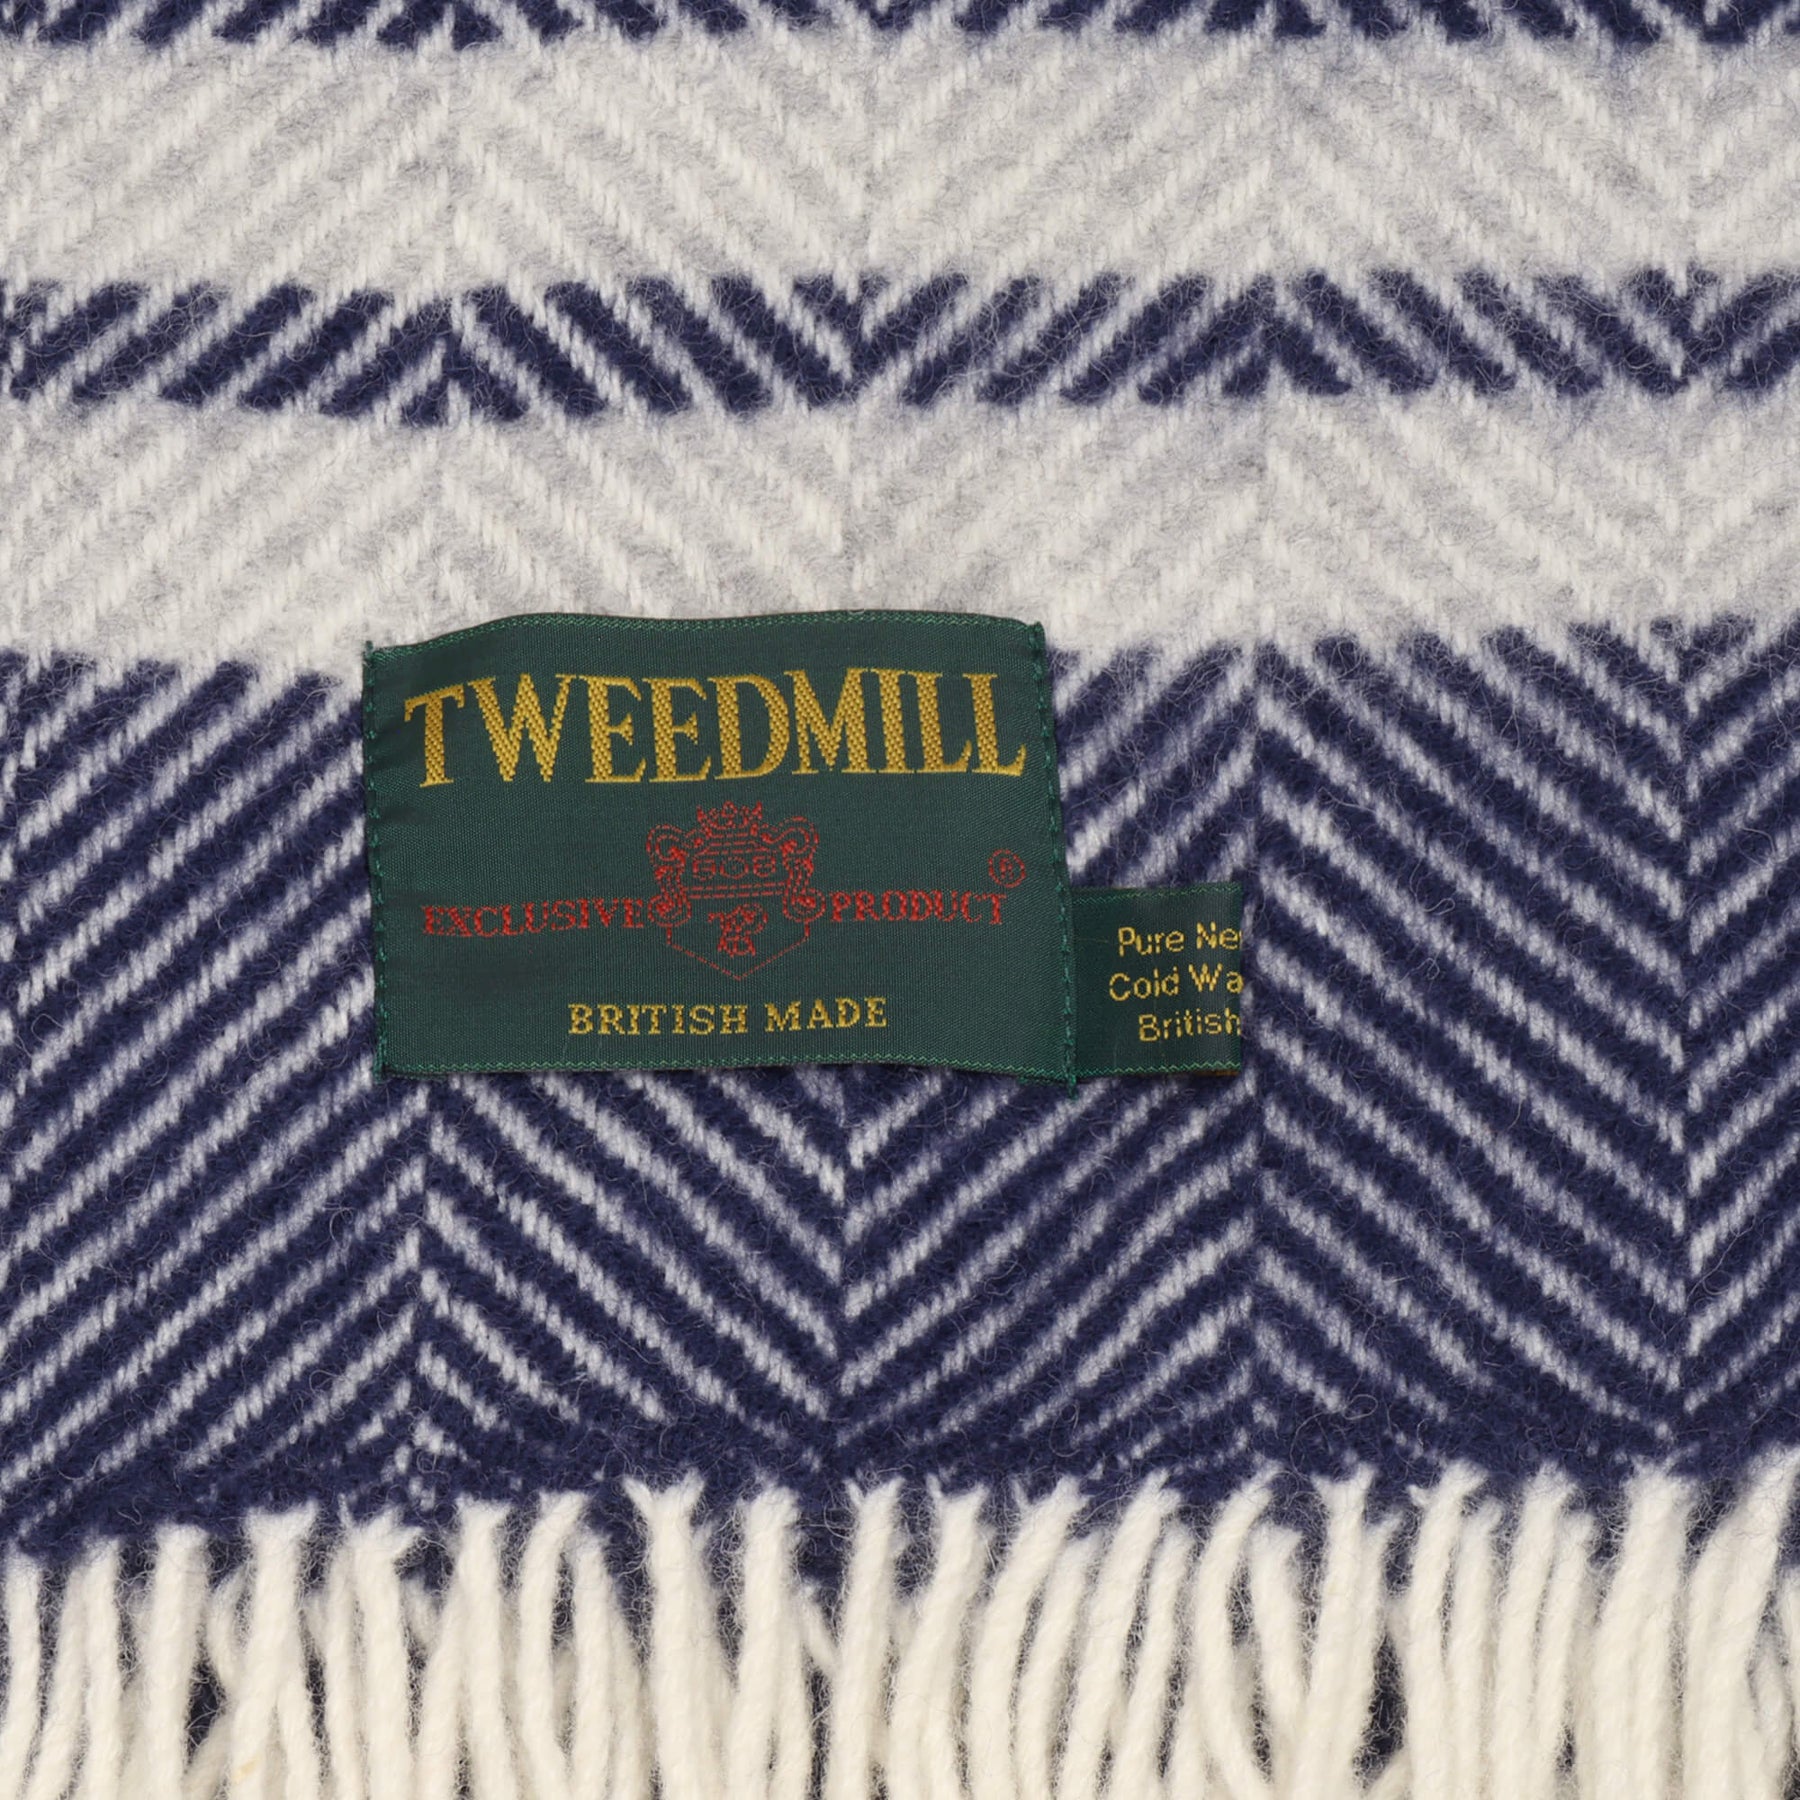 TWEEDMILL
EXCLUSIVE PRODUCT ®
BRITISH MADE
Pure Ne
Cold Wa
British